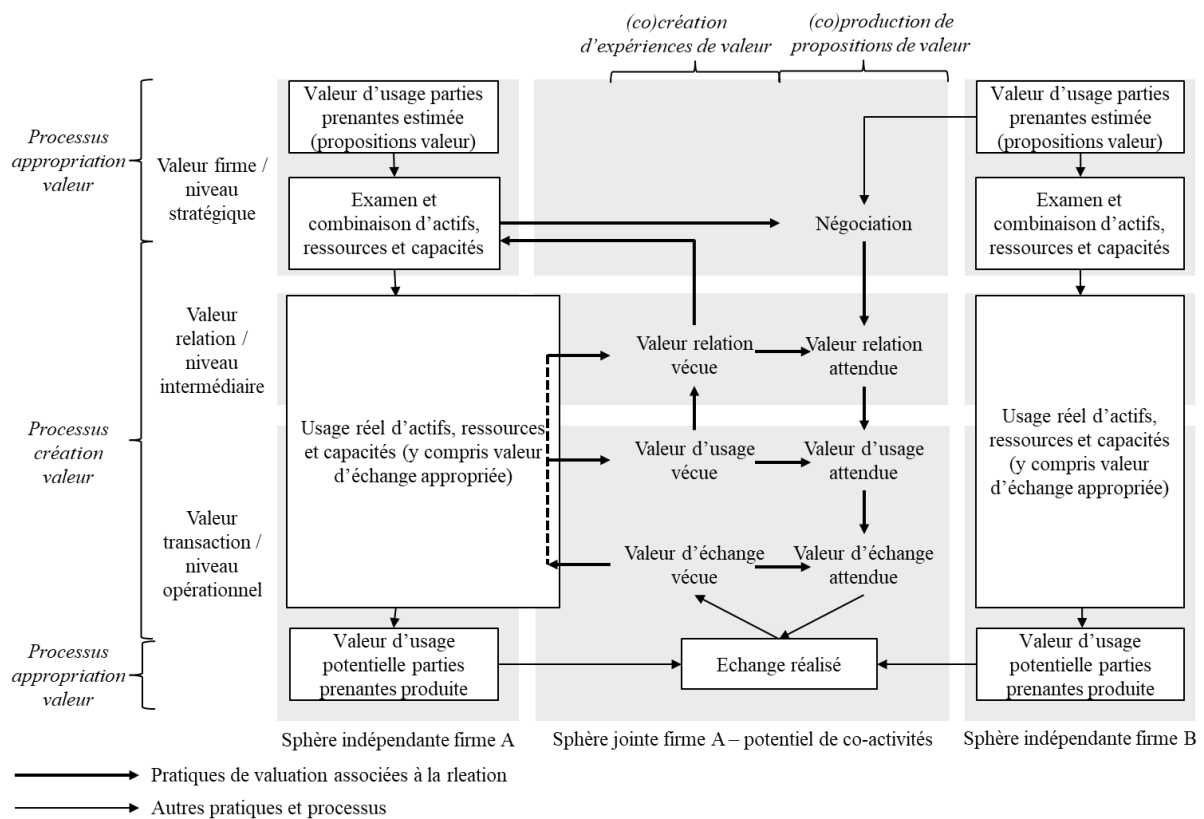 (co)création
d'expériences de valeur
(co)production de
propositions de valeur
Processus
appropriation
valeur
Valeur firme /
niveau
stratégique
Valeur d'usage parties
prenantes estimée
(propositions valeur)
Examen et
combinaison d'actifs,
ressources et capacités
Négociation
Valeur d'usage parties
prenantes estimée
(propositions valeur)
Examen et
combinaison d'actifs,
ressources et capacités
Processus
création
valeur
Valeur
relation /
niveau
intermédiaire
Valeur
transaction /
niveau
opérationnel
Usage réel d'actifs, ressources
et capacités (y compris valeur
d'échange appropriée)
Valeur relation
vécue
Valeur relation
attendue
Valeur d'usage
vécue
Valeur d'usage
attendue
Valeur d'échange
vécue
Valeur d'échange
attendue
Usage réel d'actifs,
ressources et capacités
(y compris valeur
d'échange appropriée)
Processus
appropriation
valeur
Valeur d'usage
potentielle parties
prenantes produite
Echange réalisé
Valeur d'usage
potentielle parties
prenantes produite
Sphère indépendante firme A
Sphère jointe firme A – potentiel de co-activités
Sphère indépendante firme B
Pratiques de valuation associées à la rleation
Autres pratiques et processus